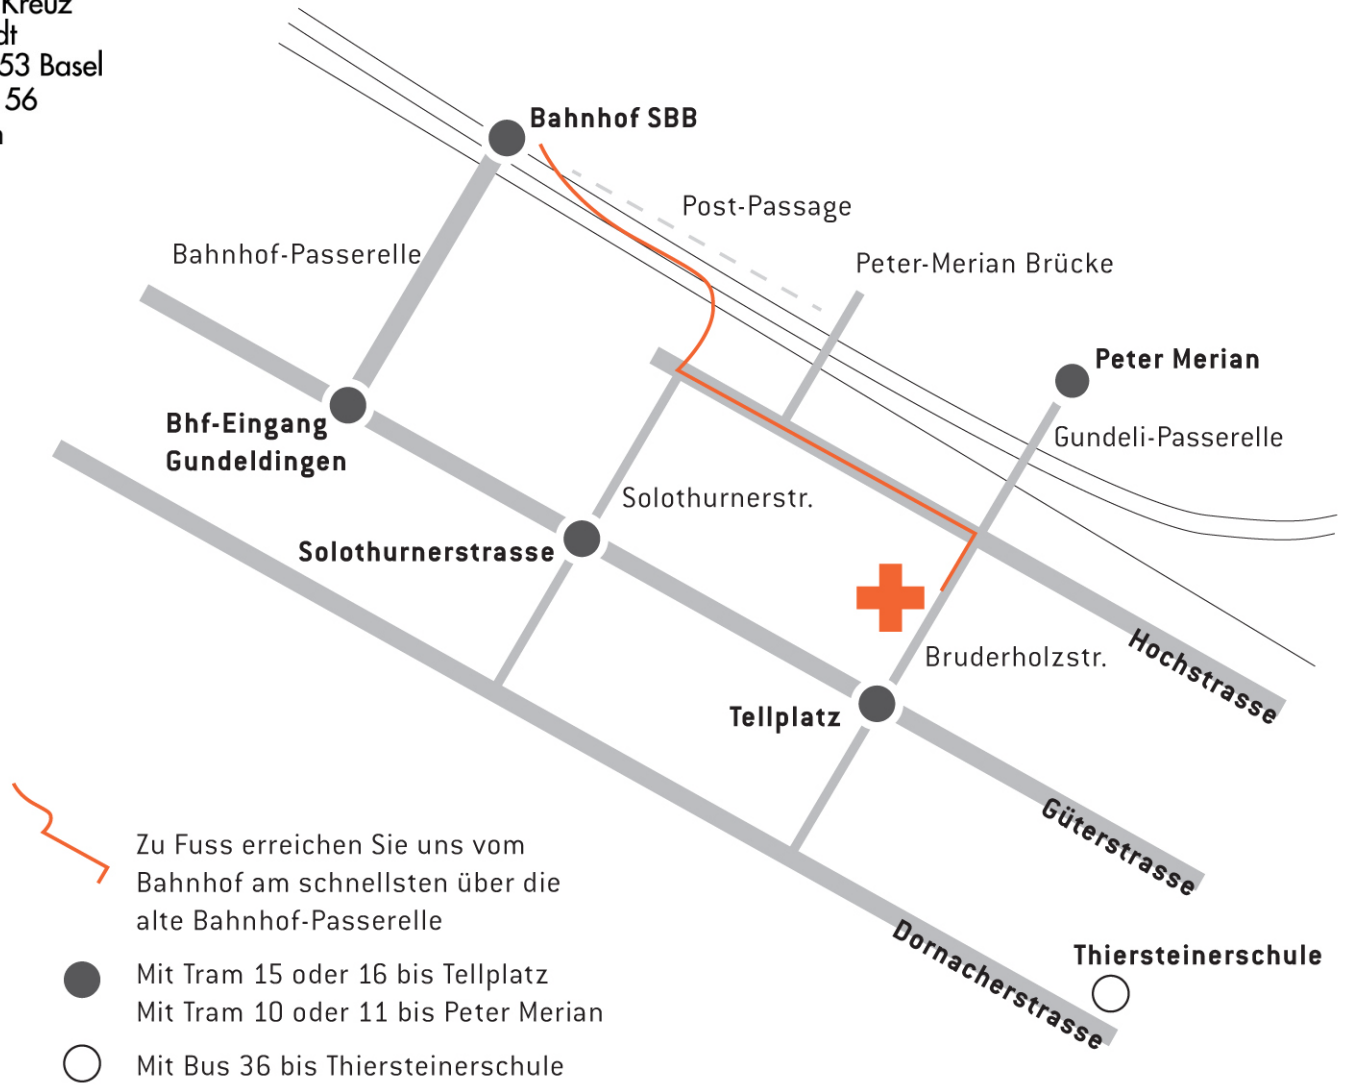 Kreuz
dt
53 Basel
56
Bahnhof SBB
Post-Passage
Bahnhof-Passerelle
Peter-Merian Brücke
Peter Merian
Bhf-Eingang
Gundeldingen
Gundeli-Passerelle
Solothurnerstr.
Solothurnerstrasse
Hochstrasse
Bruderholzstr.
Tellplatz
Güterstrasse
Zu Fuss erreichen Sie uns vom
Bahnhof am schnellsten über die
alte Bahnhof-Passerelle
Dornacherstrasse
Thiersteinerschule
Mit Tram 15 oder 16 bis Tellplatz
Mit Tram 10 oder 11 bis Peter Merian
Mit Bus 36 bis Thiersteinerschule